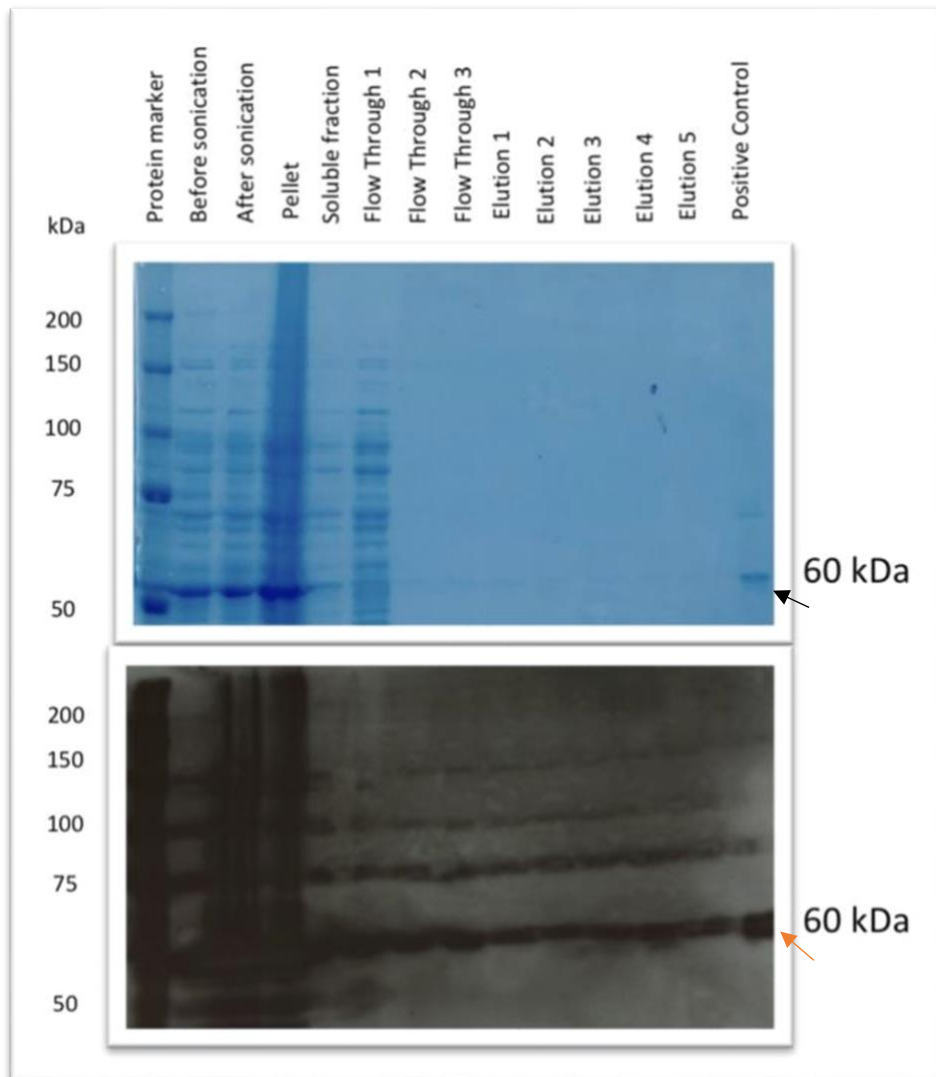 kDa
Protein marker
Before sonication
After sonication
Pellet
Soluble fraction
Flow Through 1
Flow Through 2
Flow Through 3
Elution 1
Elution 2
Elution 3
Elution 4
Elution 5
Positive Control
200
150
100
75
50
60 kDa
200
150
100
75
50
60 kDa